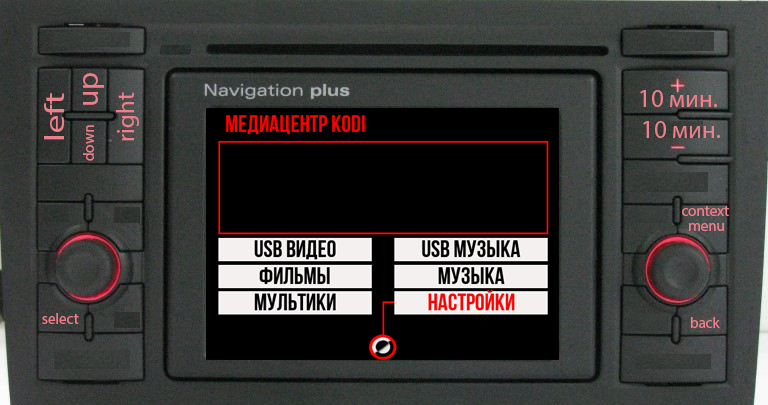 Navigation plus
МЕДИАЦЕНТР KODI
USB ВИДЕО
USB МУЗЫКА
ФИЛЬМЫ
МУЗЫКА
МУЛЬТИКИ
НАСТРОЙКИ
left
up
down
right
select
+
10 мин.
10 мин.
−
context
menu
back